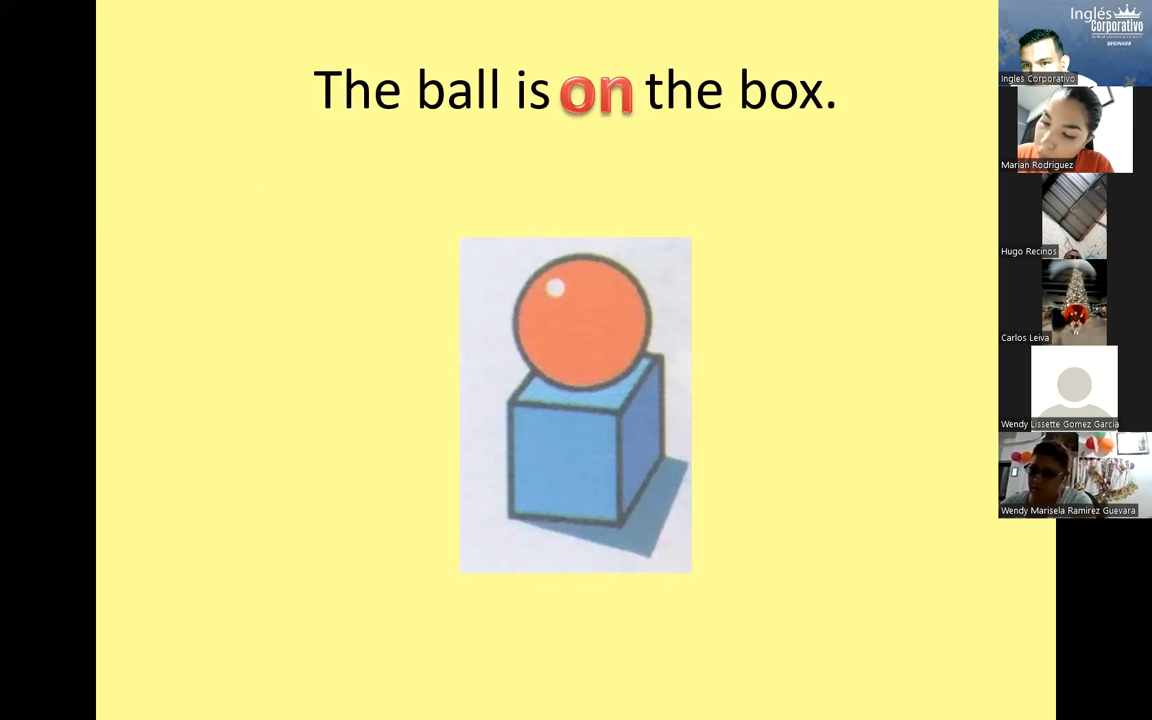 The ball is on the box.
Inglés
Corporativo
BEGINNER
Ingles Corporativo
Marian Rodriguez
Hugo Recinos
Carlos Leiva
Wendy Lissette Gomez Garcia
Wendy Marisela Ramirez Guevara